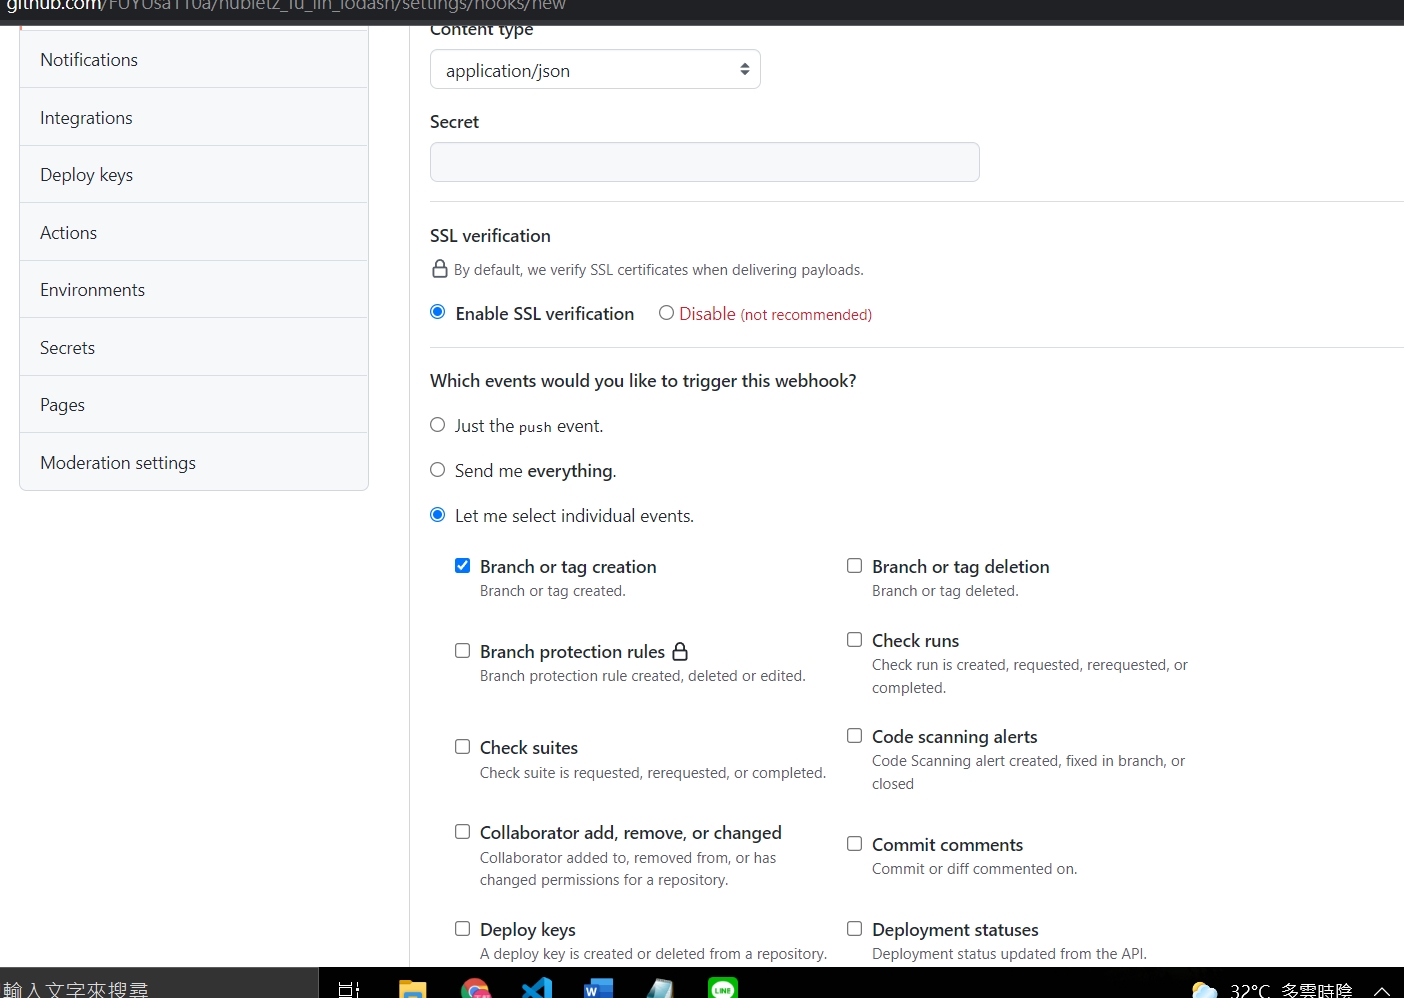 github.com/FUYUsa110a/hubletz_fu_lin_lodash/settings/hooks/new
Notifications
Integrations
Deploy keys
Actions
Environments
Secrets
Pages
Moderation settings
Content type
application/json
Secret
SSL verification
By default, we verify SSL certificates when delivering payloads.
Enable SSL verification Disable (not recommended)
Which events would you like to trigger this webhook?
Just the push event.
Send me everything.
Let me select individual events.
Branch or tag creation
Branch or tag created.
Branch or tag deletion
Branch or tag deleted.
Branch protection rules
Branch protection rule created, deleted or edited.
Check runs
Check run is created, requested, rerequested, or
completed.
Check suites
Check suite is requested, rerequested, or completed.
Code scanning alerts
Code Scanning alert created, fixed in branch, or
closed
Collaborator add, remove, or changed
Collaborator added to, removed from, or has
changed permissions for a repository.
Commit comments
Commit or diff commented on.
Deploy keys
A deploy key is created or deleted from a repository.
Deployment statuses
Deployment status updated from the API.
輸入文字來搜尋
W
LINE
32°C 多雲時陰